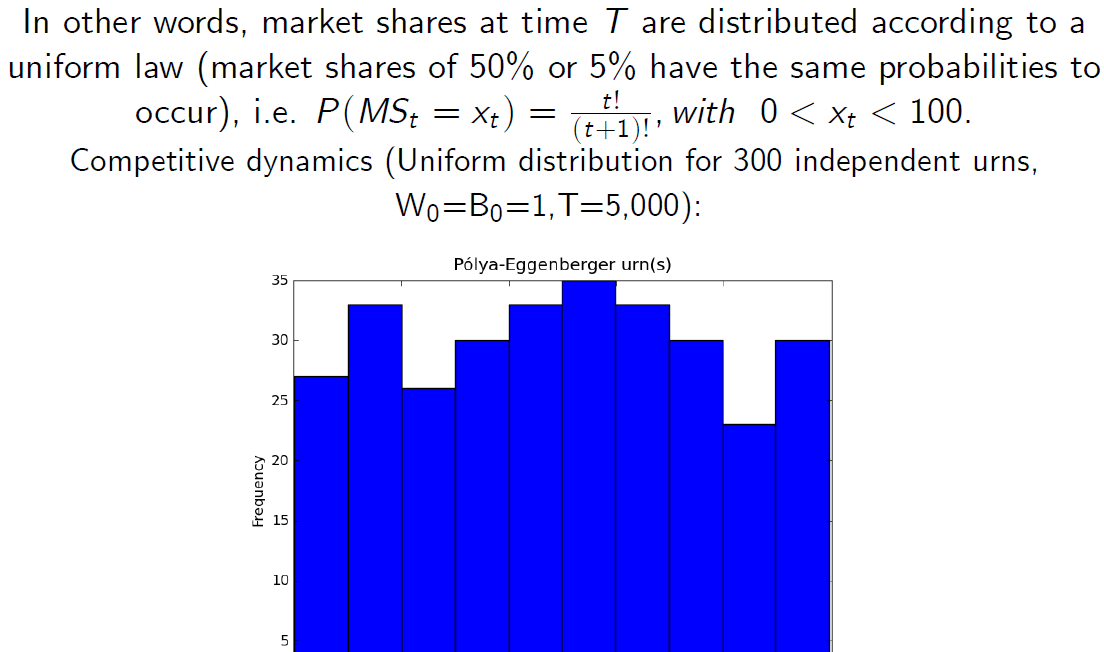 In other words, market shares at time T are distributed according to a
uniform law (market shares of 50% or 5% have the same probabilities to
occur), i.e. P(MSₜ = xₜ) = t!/(t+1)!, with 0 < xₜ < 100.
Competitive dynamics (Uniform distribution for 300 independent urns,
W₀=B₀=1,T=5,000):
Pólya-Eggenberger urn(s)
35
30
25
20
15
10
5
Frequency